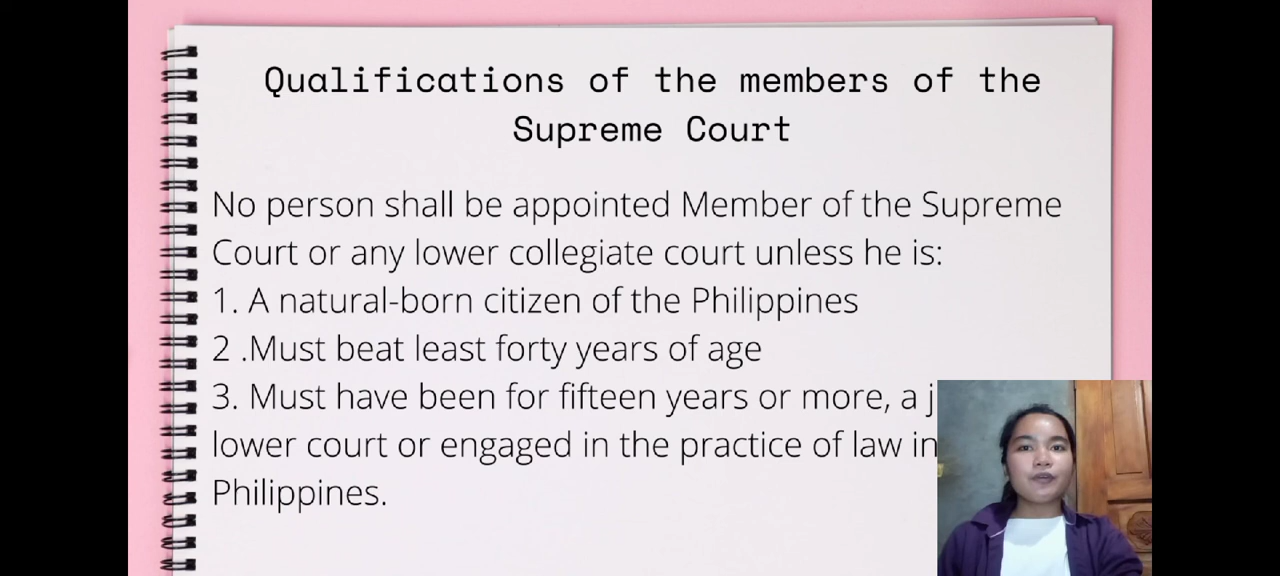 Qualifications of the members of the
Supreme Court
No person shall be appointed Member of the Supreme
Court or any lower collegiate court unless he is:
1. A natural-born citizen of the Philippines
2 .Must beat least forty years of age
3. Must have been for fifteen years or more, a
lower court or engaged in the practice of law in
Philippines.